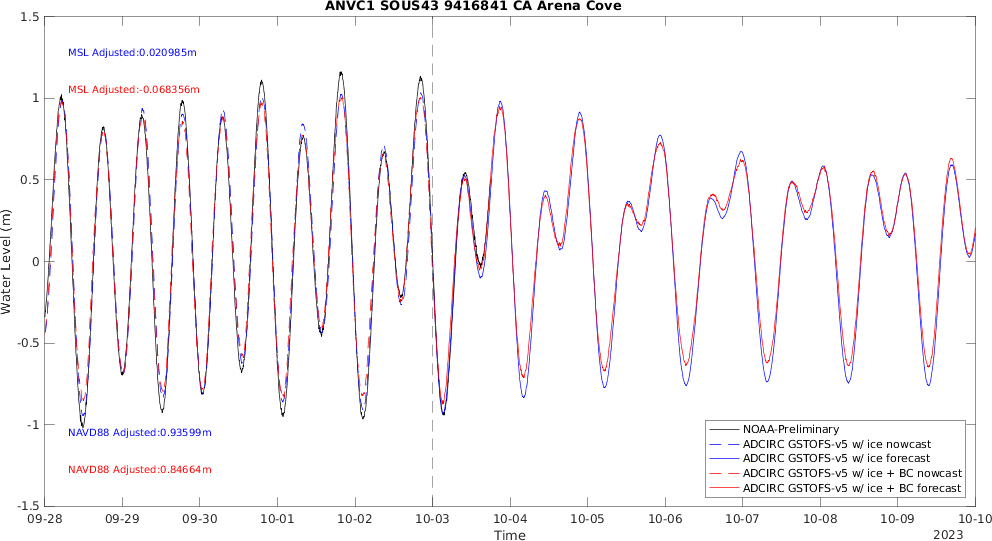 ANVC1 SOUS43 9416841 CA Arena Cove
1.5
1
0.5
0
-0.5
-1
-1.5
Water Level (m)
MSL Adjusted:0.020985m
MSL Adjusted:-0.068356m
NAVD88 Adjusted:0.93599m
NAVD88 Adjusted:0.84664m
NOAA-Preliminary
ADCIRC GSTOFS-v5 w/ ice nowcast
ADCIRC GSTOFS-v5 w/ ice forecast
ADCIRC GSTOFS-v5 w/ ice + BC nowcast
ADCIRC GSTOFS-v5 w/ ice + BC forecast
09-28 09-29 09-30 10-01 10-02 10-03 10-04 10-05 10-06 10-07 10-08 10-09 10-10
Time
2023